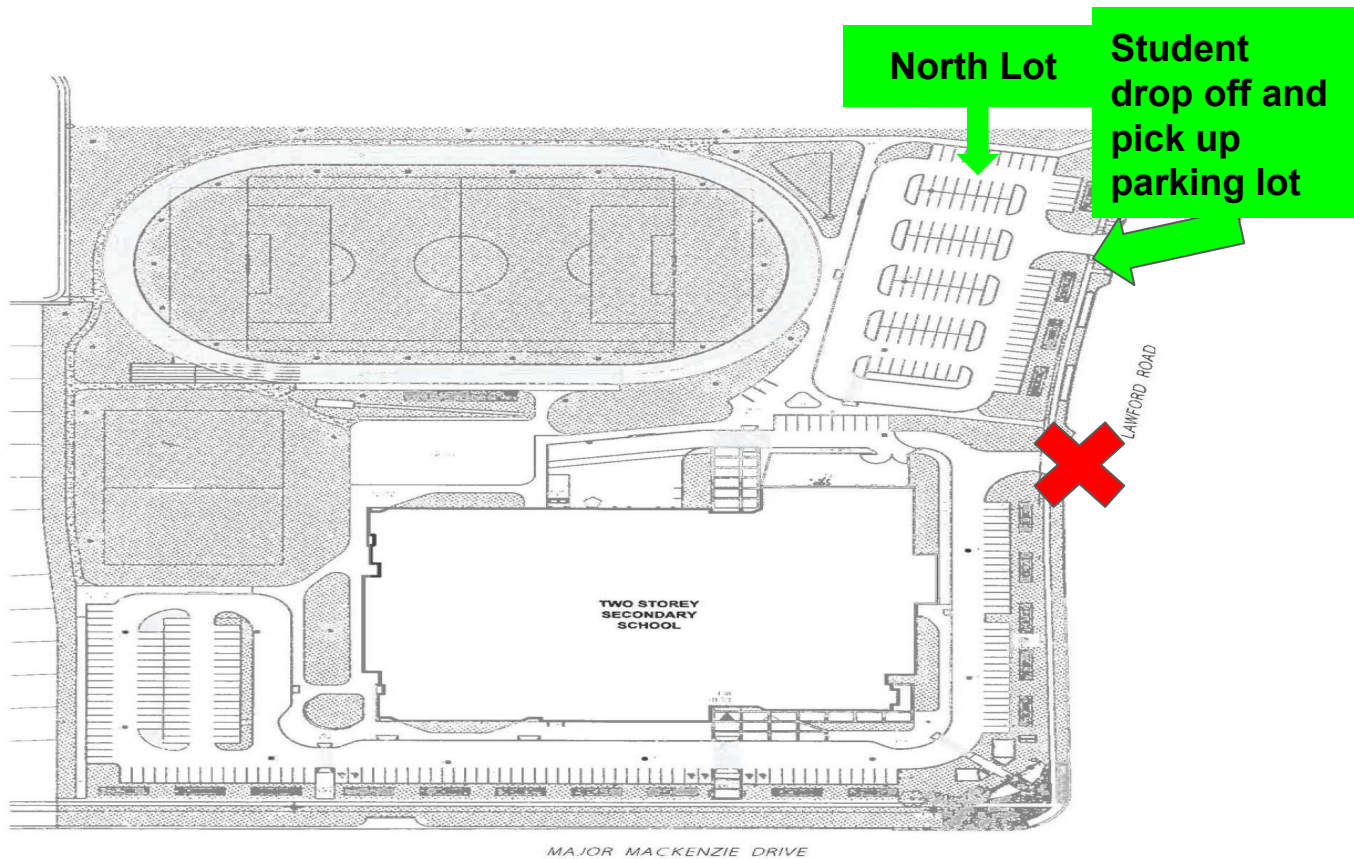 North Lot
Student
drop off and
pick up
parking lot
LAWFORD ROAD
TWO STOREY
SECONDARY
SCHOOL
MAJOR MACKENZIE DRIVE